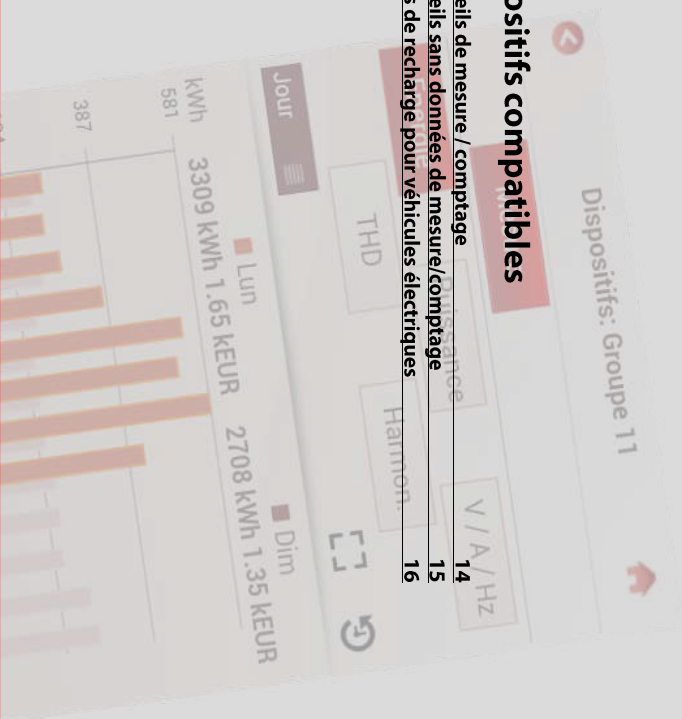 ositifs compatibles
eils de mesure / comptage 14
eils sans données de mesure/comptage 15
s de recharge pour véhicules électriques 16
Dispositifs: Groupe 11
Puissance
V / A / Hz
THD
Harmon.
Jour
Lun
Dim
3309 kWh 1.65 kEUR
2708 kWh 1.35 kEUR
kWh
581
387